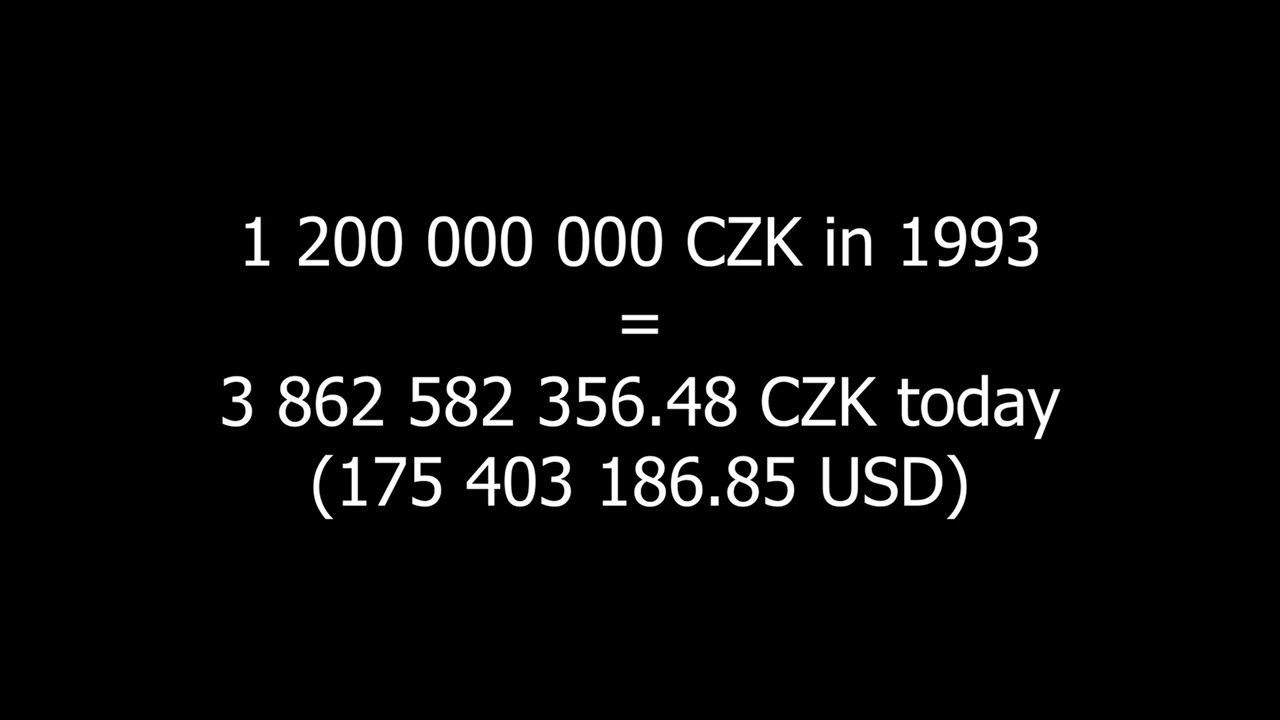 1 200 000 000 CZK in 1993
=
3 862 582 356.48 CZK today
(175 403 186.85 USD)